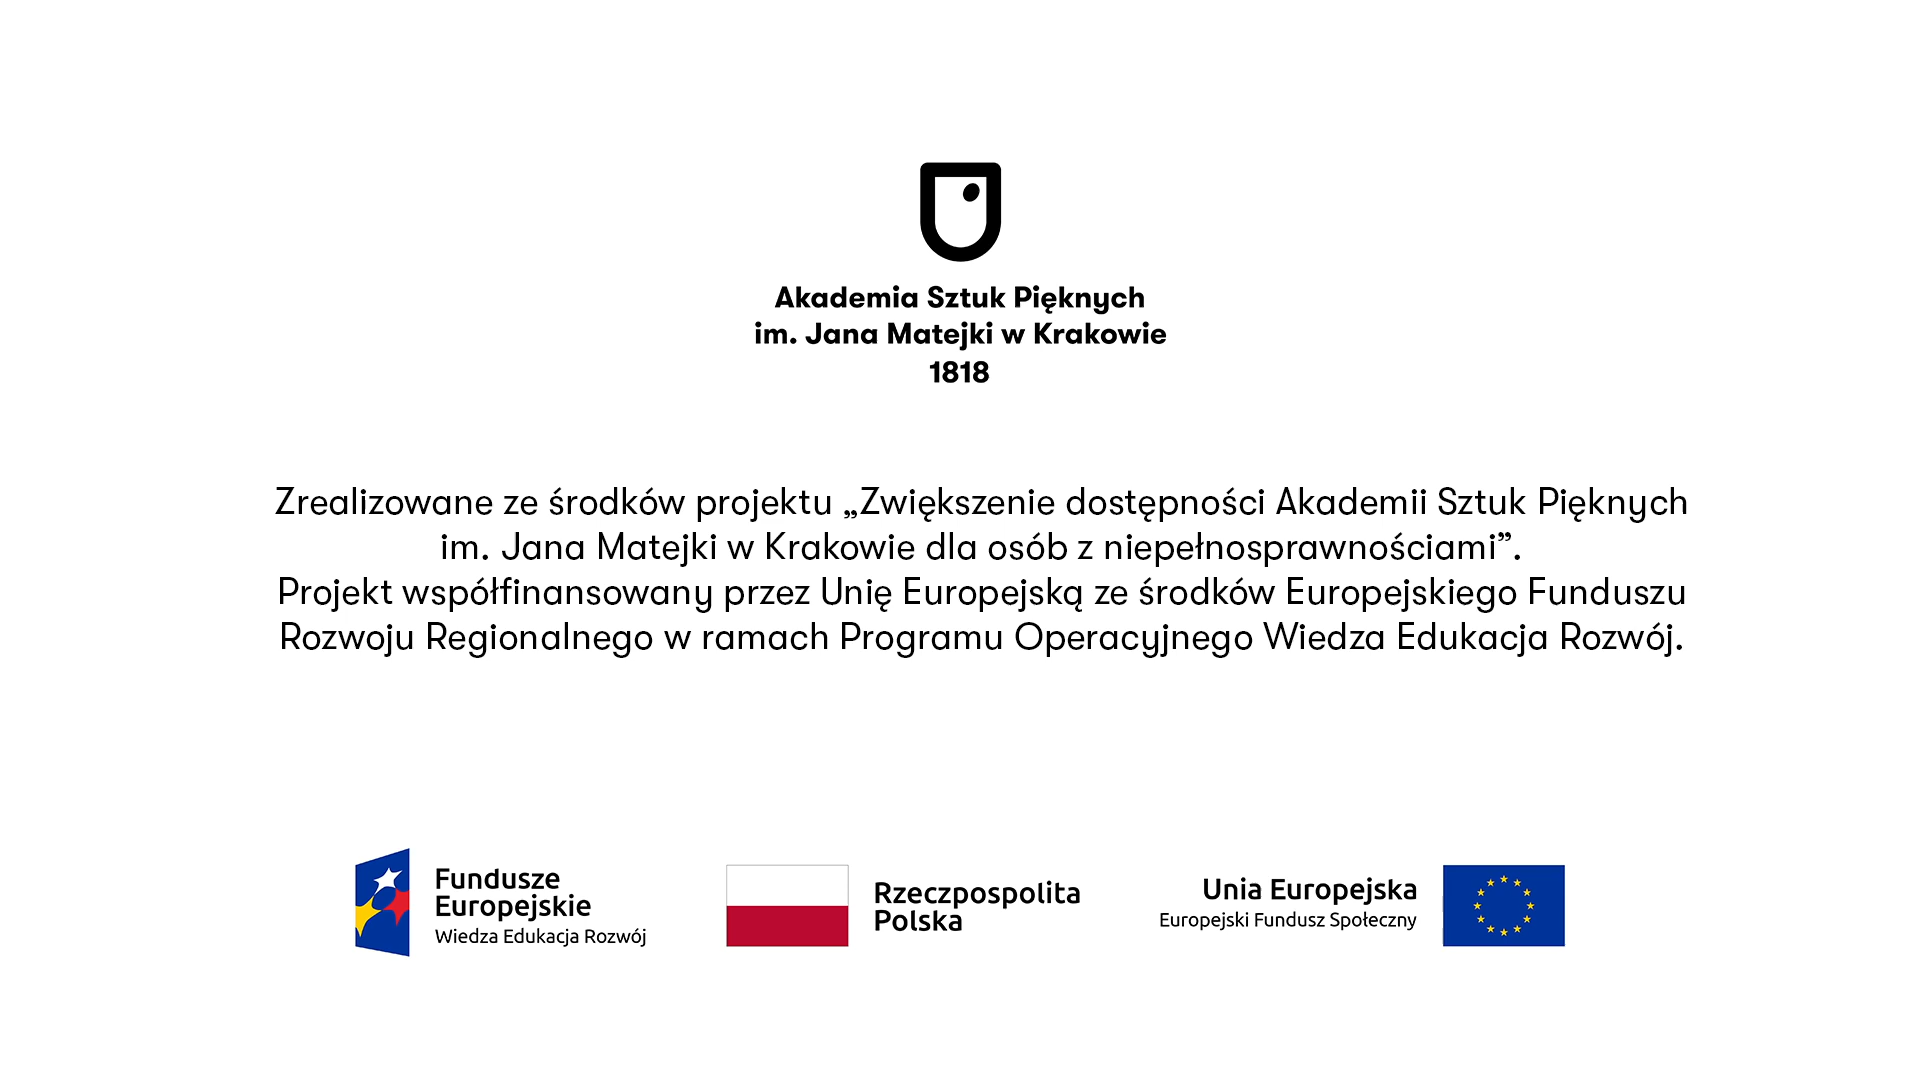 Akademia Sztuk Pięknych
im. Jana Matejki w Krakowie
1818
Zrealizowane ze środków projektu „Zwiększenie dostępności Akademii Sztuk Pięknych
im. Jana Matejki w Krakowie dla osób z niepełnosprawnościami”.
Projekt współfinansowany przez Unię Europejską ze środków Europejskiego Funduszu
Rozwoju Regionalnego w ramach Programu Operacyjnego Wiedza Edukacja Rozwój.
Fundusze
Europejskie
Wiedza Edukacja Rozwój
Rzeczpospolita
Polska
Unia Europejska
Europejski Fundusz Społeczny